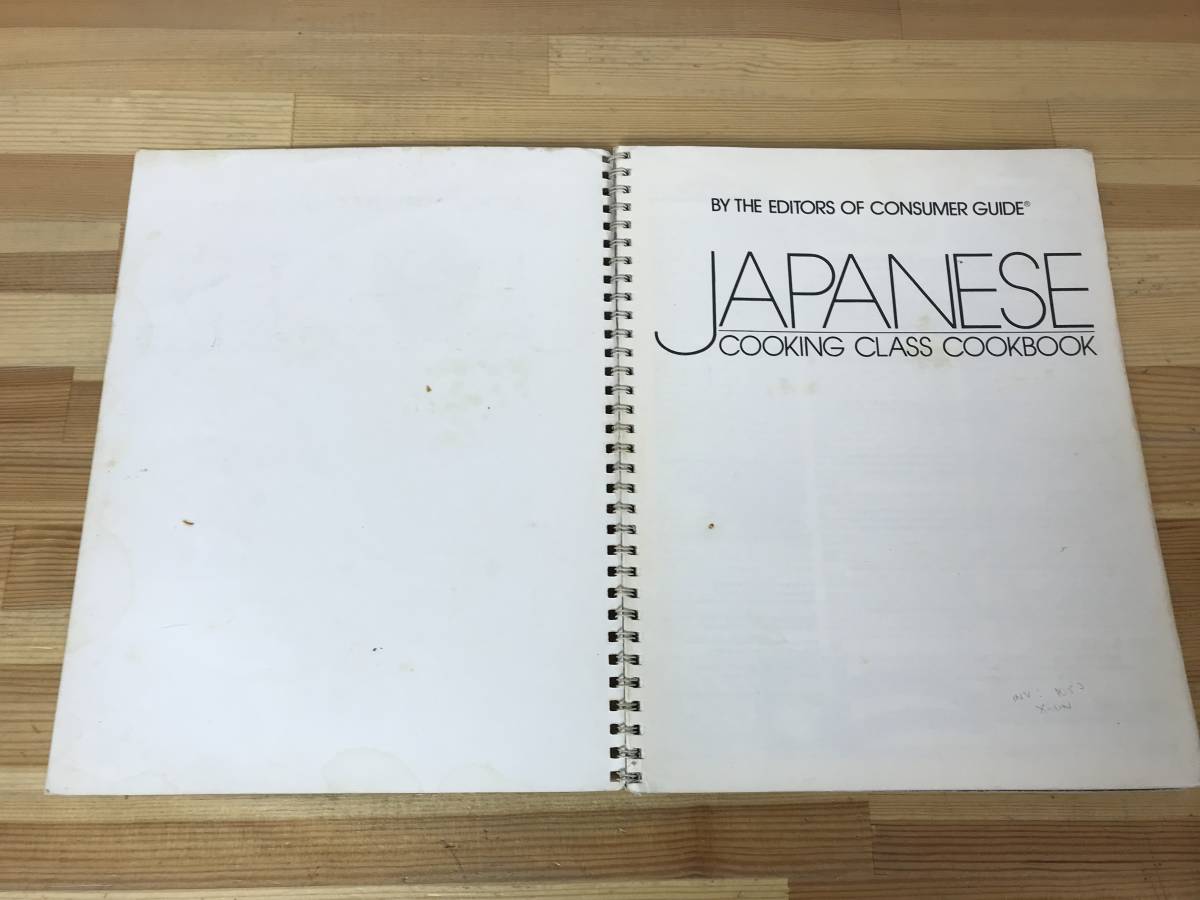 BY THE EDITORS OF CONSUMER GUIDE®
JAPANESE
COOKING CLASS COOKBOOK